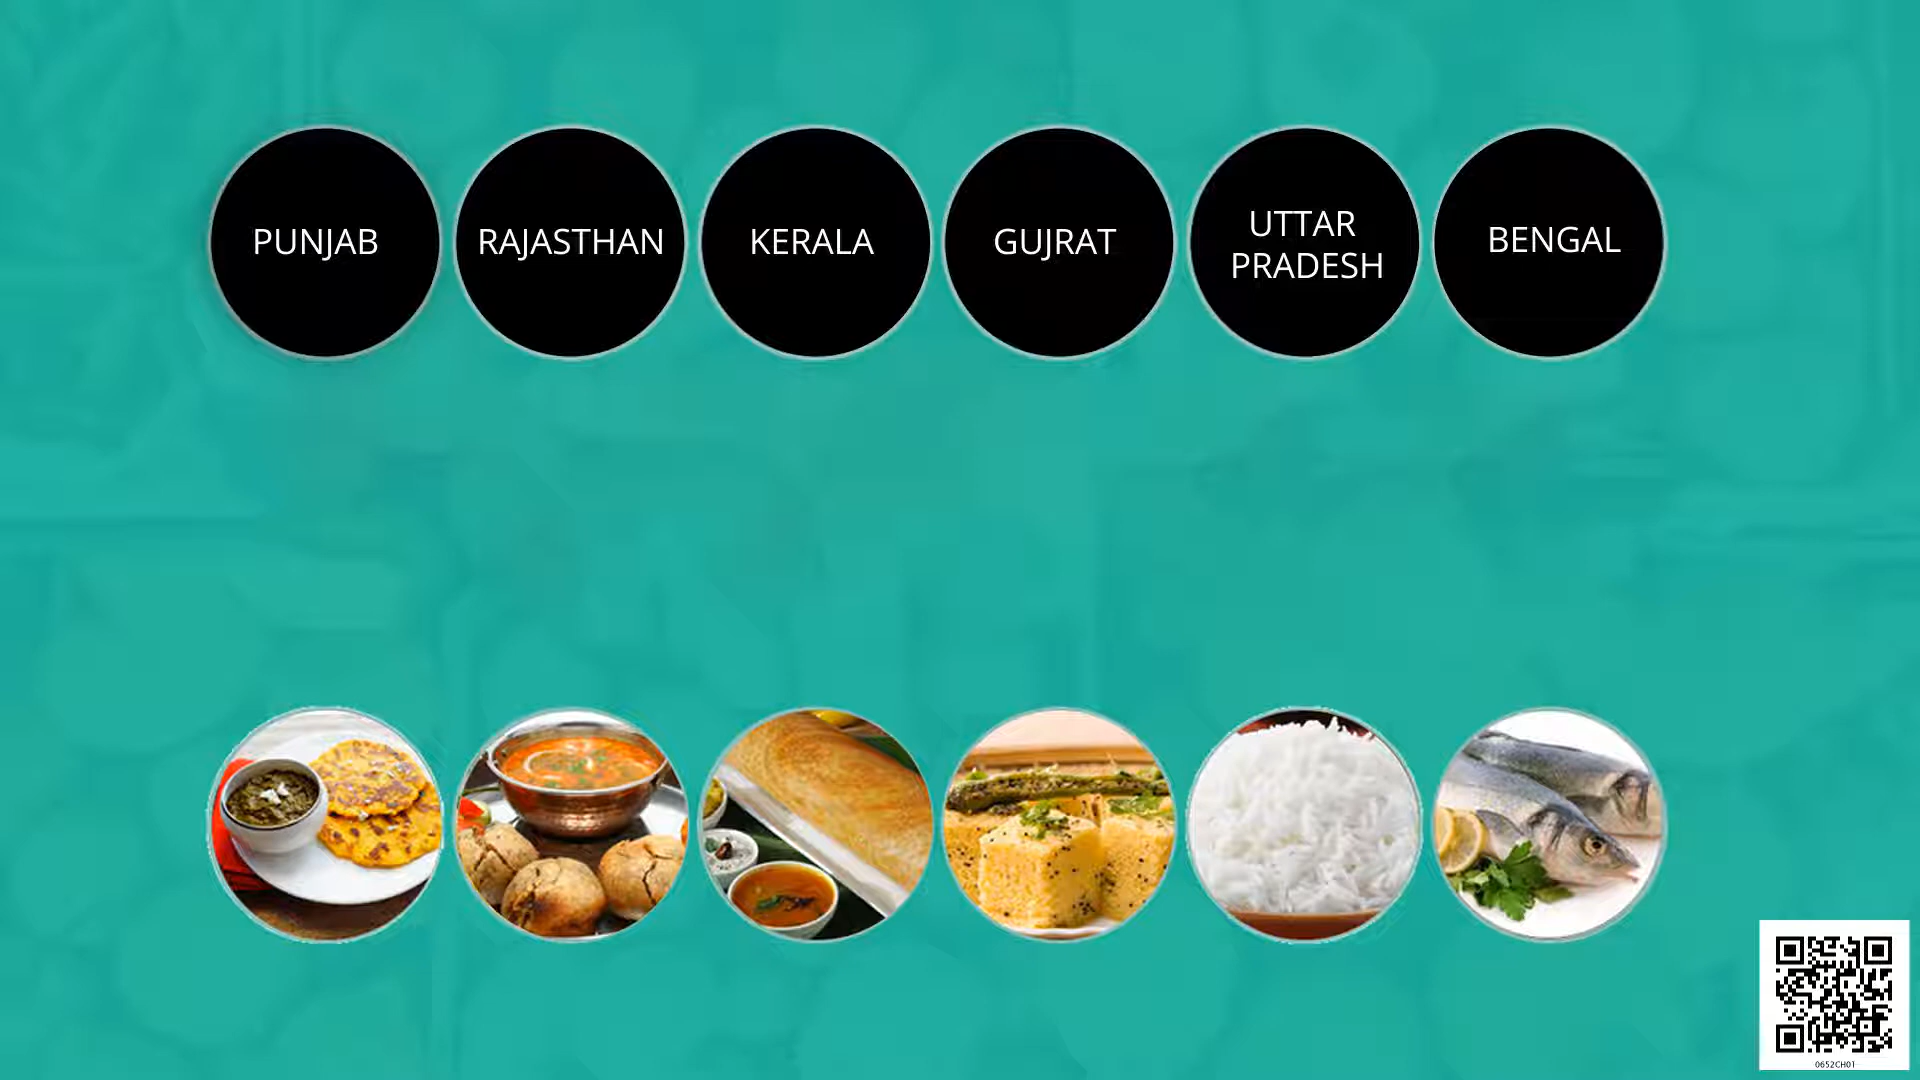 PUNJAB
RAJASTHAN
KERALA
GUJRAT
UTTAR
PRADESH
BENGAL
0652CH01